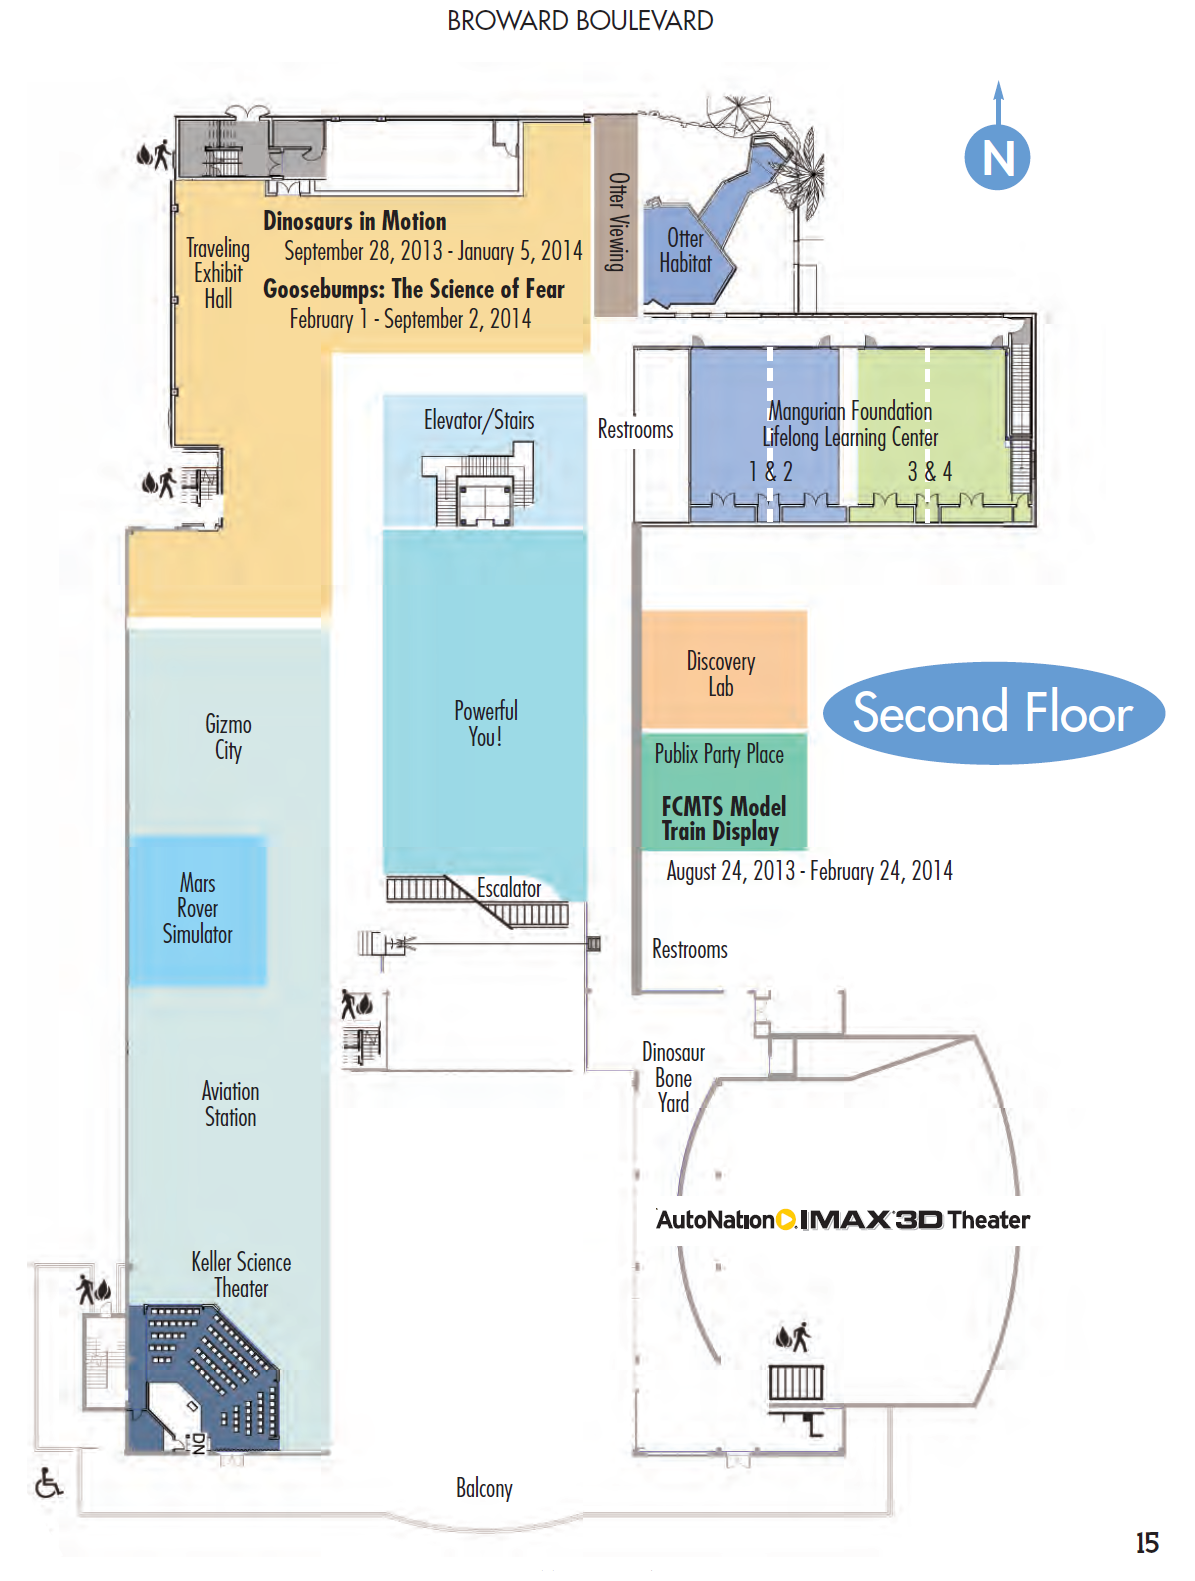 BROWARD BOULEVARD
N
Otter Viewing
Otter
Habitat
Traveling
Exhibit
Hall
Dinosaurs in Motion
September 28, 2013 - January 5, 2014
Goosebumps: The Science of Fear
February 1 - September 2, 2014
Elevator/Stairs
Restrooms
Mangurian Foundation
Lifelong Learning Center
1 & 2
3 & 4
Discovery
Lab
Second Floor
Gizmo
City
Powerful
You!
Publix Party Place
FCMTS Model
Train Display
August 24, 2013 - February 24, 2014
Mars
Rover
Simulator
Escalator
Restrooms
Dinosaur
Bone
Yard
Aviation
Station
AutoNation IMAX 3D Theater
Keller Science
Theater
DN
Balcony
15